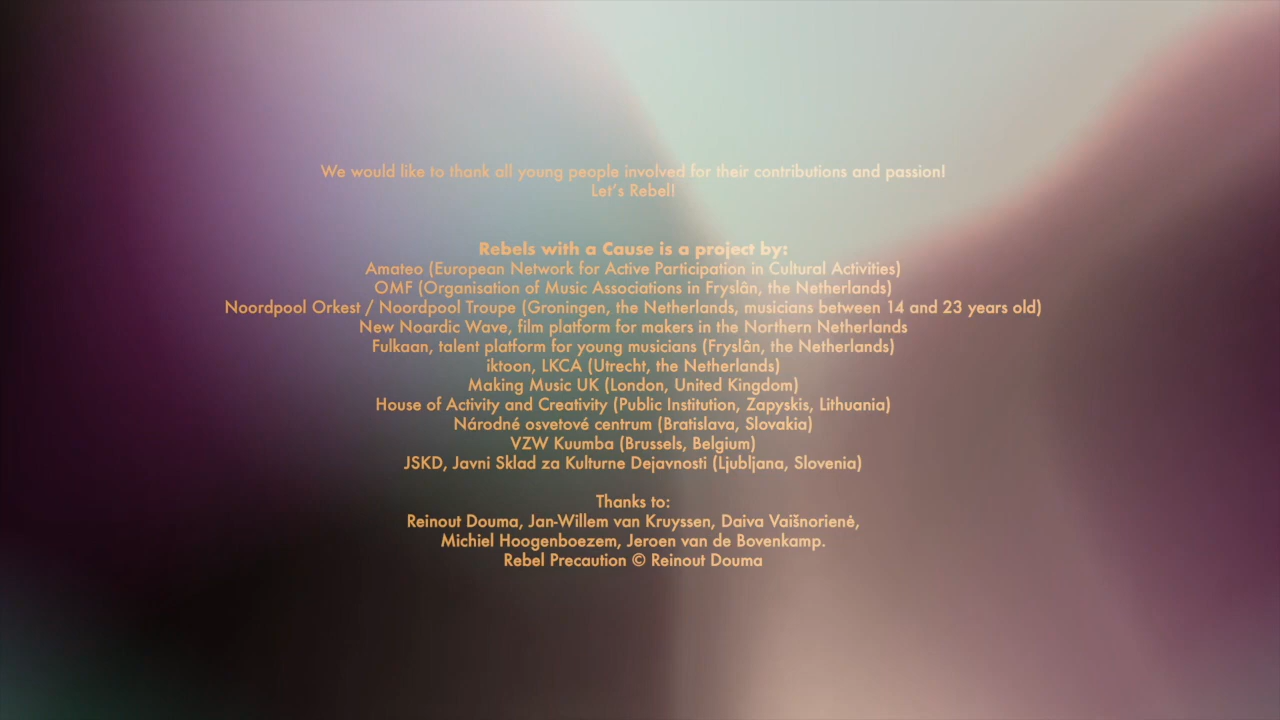 We would like to thank all young people involved for their contributions and passion!
Let's Rebel!
Rebels with a Cause is a project by:
Amateo (European Network for Active Participation in Cultural Activities)
OMF (Organisation of Music Associations in Fryslân, the Netherlands)
Noordpool Orkest / Noordpool Troupe (Groningen, the Netherlands, musicians between 14 and 23 years old)
New Noardic Wave, film platform for makers in the Northern Netherlands
Fulkaan, talent platform for young musicians (Fryslân, the Netherlands)
iktoon, LKCA (Utrecht, the Netherlands)
Making Music UK (London, United Kingdom)
House of Activity and Creativity (Public Institution, Zapyskis, Lithuania)
Národné osvetové centrum (Bratislava, Slovakia)
VZW Kuumba (Brussels, Belgium)
JSKD, Javni Sklad za Kulturne Dejavnosti (Ljubljana, Slovenia)
Thanks to:
Reinout Douma, Jan-Willem van Kruyssen, Daiva Vaišnorienė,
Michiel Hoogenboezem, Jeroen van de Bovenkamp.
Rebel Precaution © Reinout Douma